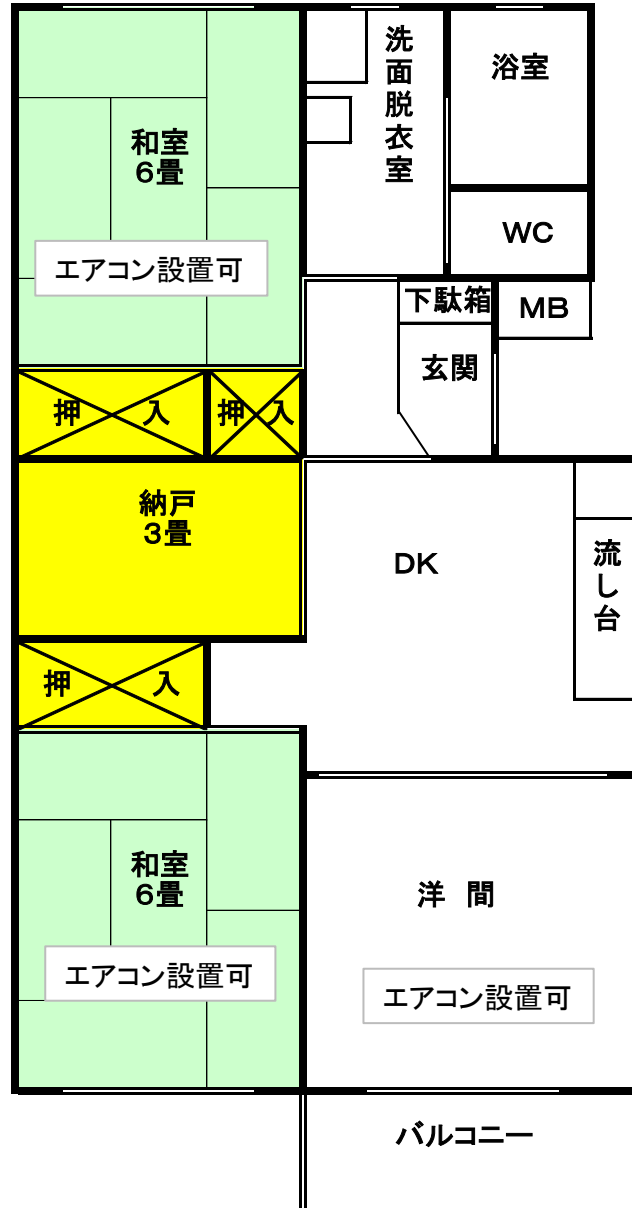 洗面脱衣室
浴室
和室
6畳
WC
エアコン設置可
下駄箱
MB
玄関
押入
押入
納戸
3畳
DK
流し台
押入
和室
6畳
洋間
エアコン設置可
エアコン設置可
バルコニー